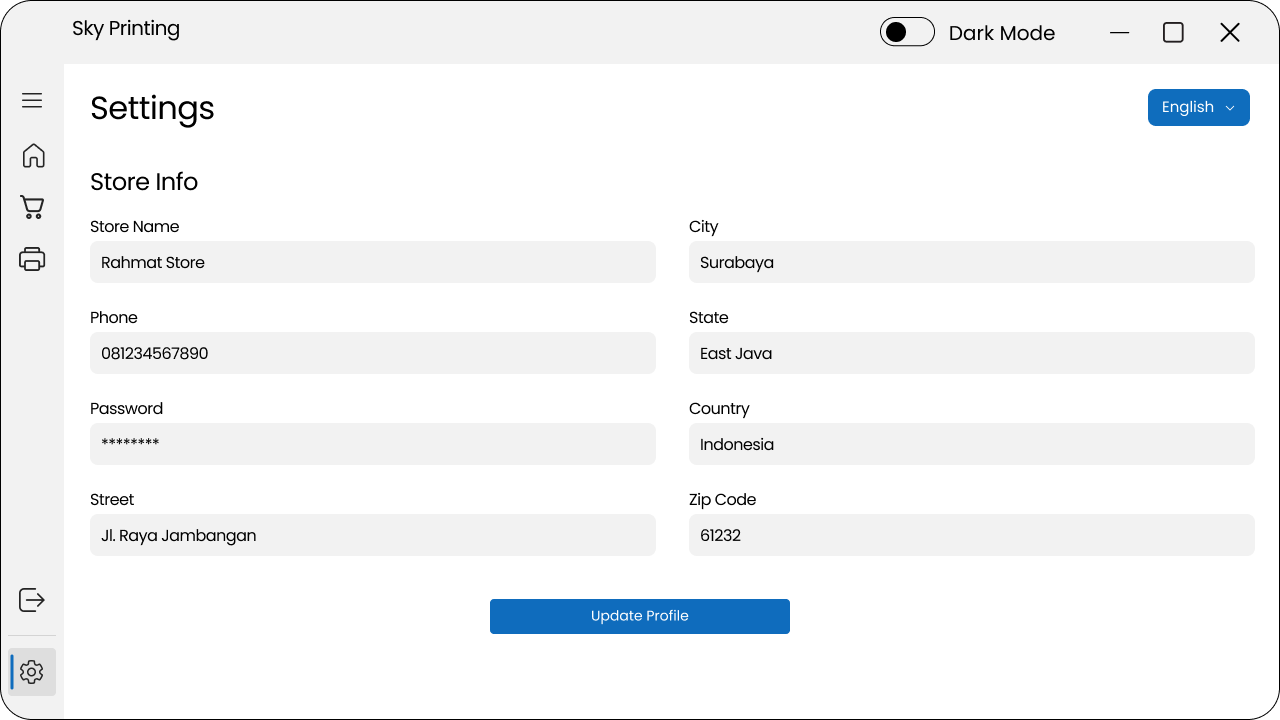 Sky Printing
Dark Mode
Settings
English
Store Info
Store Name
Rahmat Store
City
Surabaya
Phone
081234567890
State
East Java
Password
********
Country
Indonesia
Street
Jl. Raya Jambangan
Zip Code
61232
Update Profile